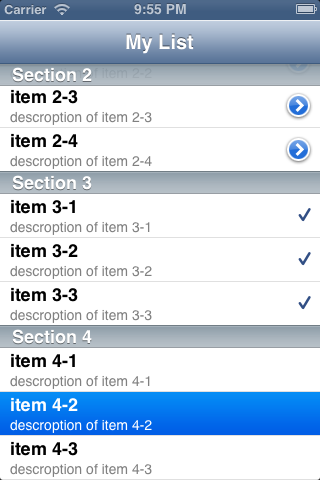 Carrier 9:55 PM
My List
item 2-2
Section 2
item 2-3
descroption of item 2-3
item 2-4
descroption of item 2-4
Section 3
item 3-1
descroption of item 3-1
item 3-2
descroption of item 3-2
item 3-3
descroption of item 3-3
Section 4
item 4-1
descroption of item 4-1
item 4-2
descroption of item 4-2
item 4-3
descroption of item 4-3